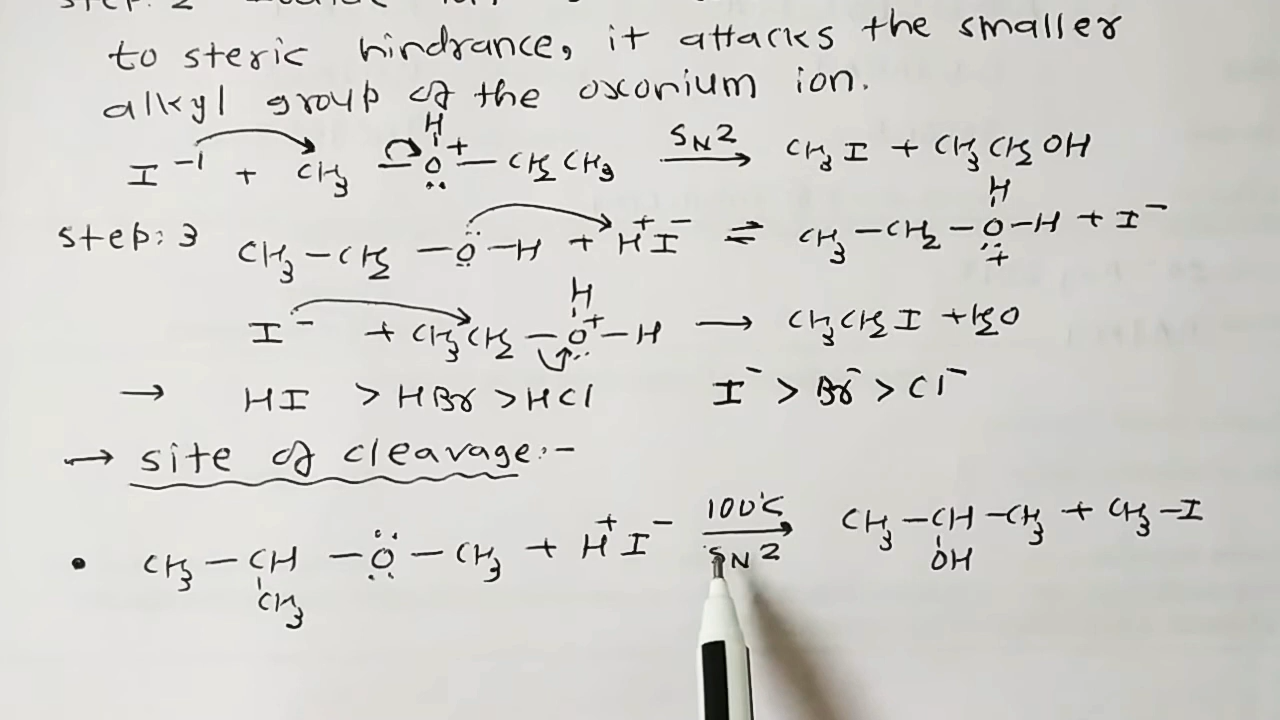 step: 2
to steric hindrance, it attacks the smaller
alkyl group of the oxonium ion.
H
I⁻¹ + CH₃ — O⁺ — CH₂CH₃ SN2 → CH₃I + CH₃CH₂OH
H
step: 3 CH₃ — CH₂ — O — H + H⁺I⁻ ⇌ CH₃ — CH₂ — O — H + I⁻
+
H
I⁻ + CH₃CH₂ — O⁺ — H → CH₃CH₂I + H₂O
→ HI > HBr > HCl I⁻ > Br⁻ > Cl⁻
→ site of cleavage:-
• CH₃ — CH — O — CH₃ + H⁺I⁻ 100°C → SN2 CH₃ — CH — CH₃ + CH₃ — I
CH₃ OH